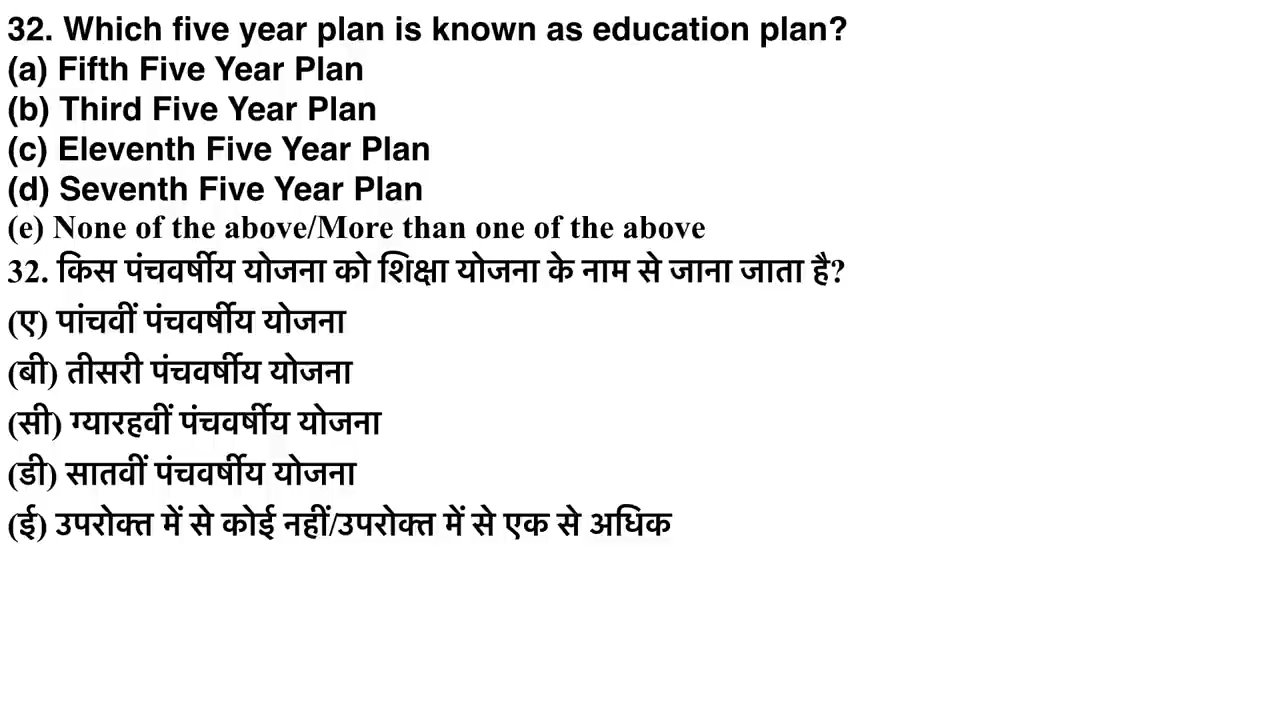 32. Which five year plan is known as education plan?
(a) Fifth Five Year Plan
(b) Third Five Year Plan
(c) Eleventh Five Year Plan
(d) Seventh Five Year Plan
(e) None of the above/More than one of the above
32. किस पंचवर्षीय योजना को शिक्षा योजना के नाम से जाना जाता है?
(ए) पांचवीं पंचवर्षीय योजना
(बी) तीसरी पंचवर्षीय योजना
(सी) ग्यारहवीं पंचवर्षीय योजना
(डी) सातवीं पंचवर्षीय योजना
(ई) उपरोक्त में से कोई नहीं/उपरोक्त में से एक से अधिक